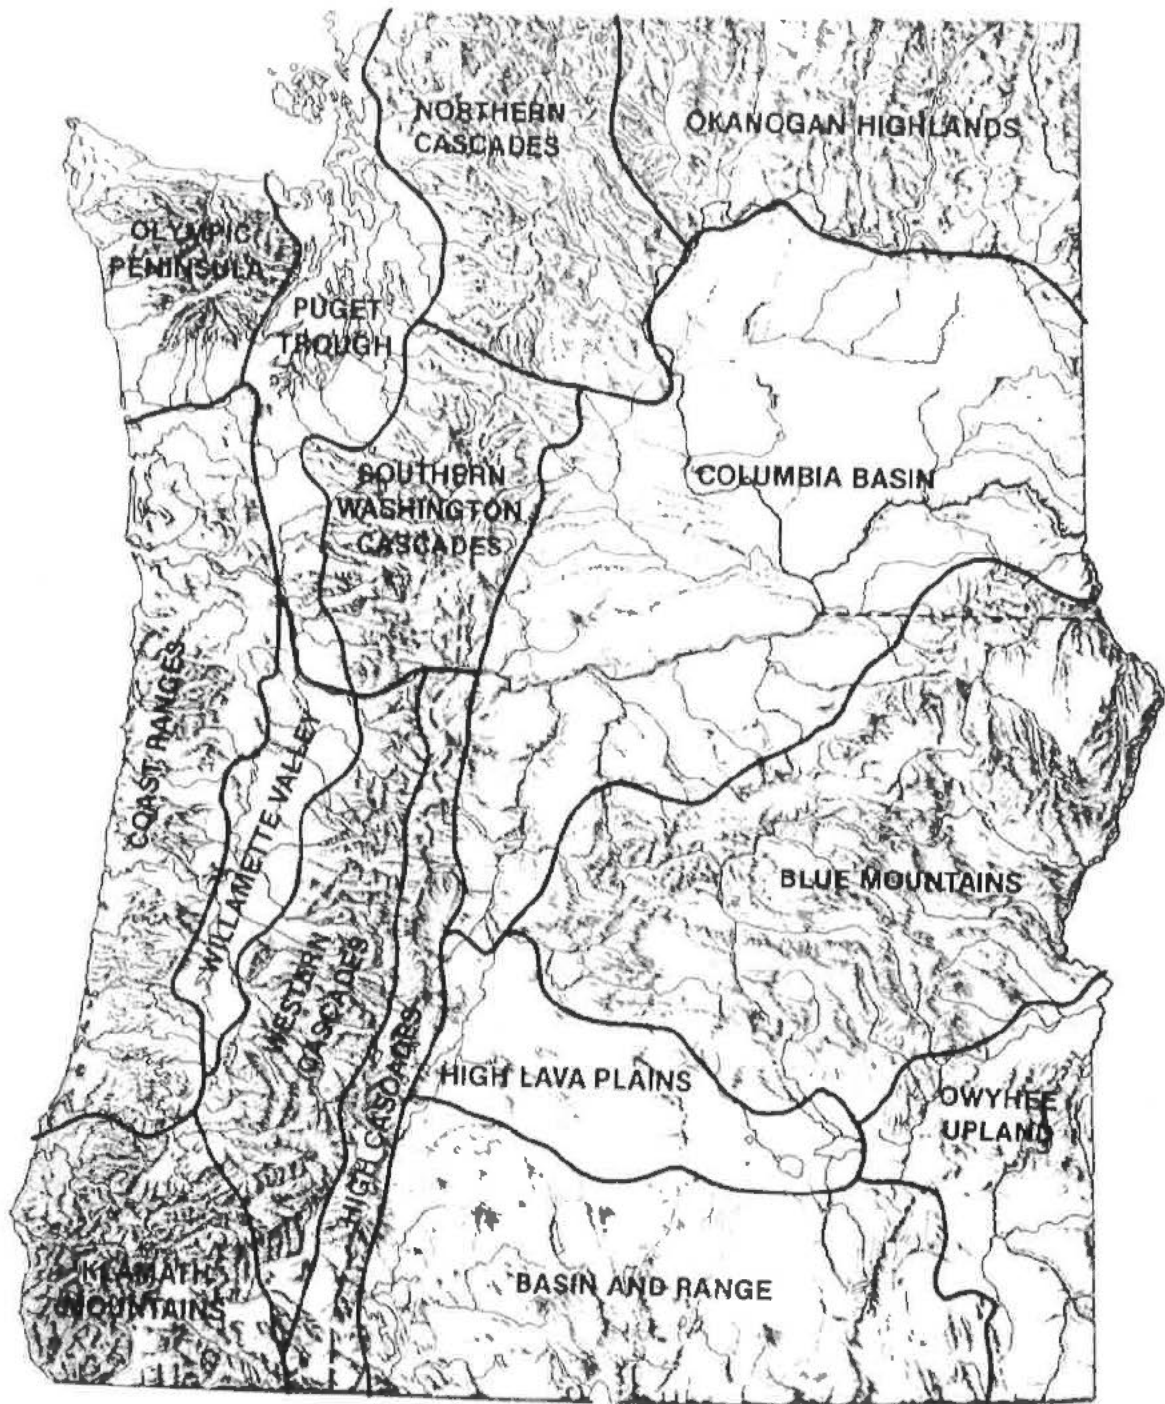 NORTHERN
CASCADES
OKANOGAN HIGHLANDS
OLYMPIC
PENINSULA
PUGET
TROUGH
SOUTHERN
WASHINGTON
CASCADES
COLUMBIA BASIN
COAST RANGES
WILLAMETTE VALLEY
BLUE MOUNTAINS
WESTERN
CASCADES
HIGH CASCADES
HIGH LAVA PLAINS
OWYHEE
UPLAND
KLAMATH
MOUNTAINS
BASIN AND RANGE